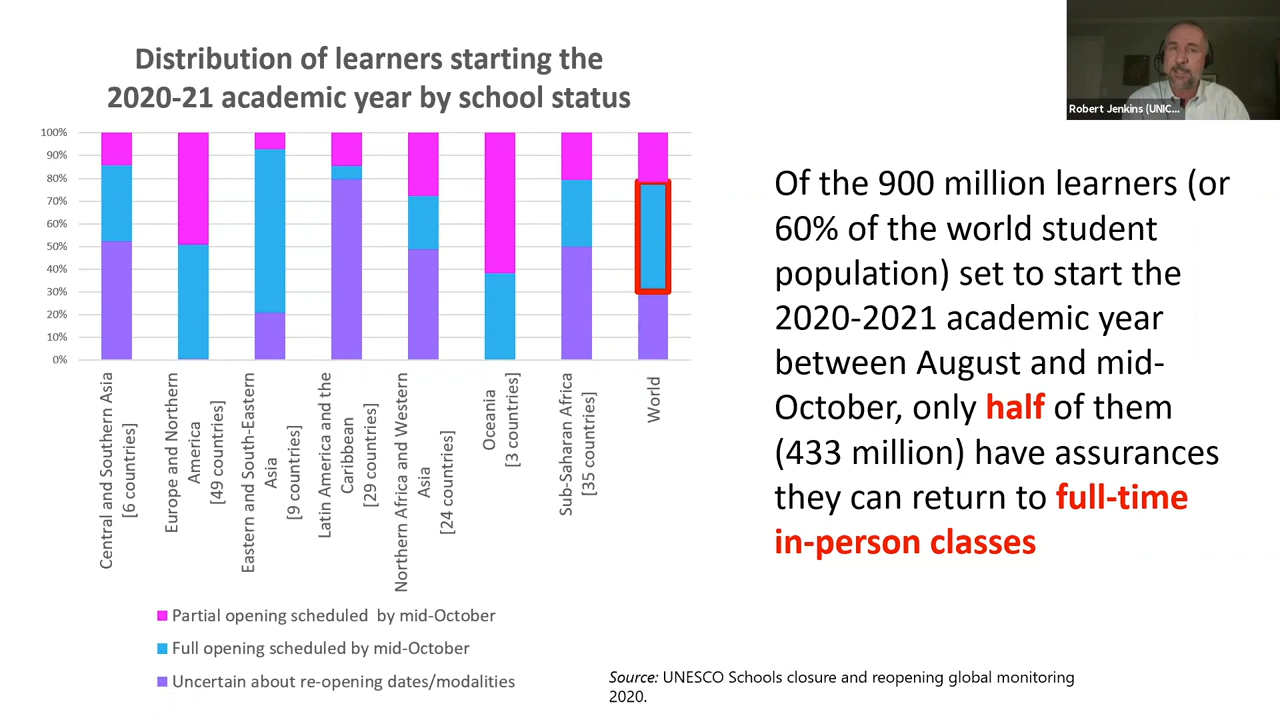 Distribution of learners starting the
2020-21 academic year by school status
100%
90%
80%
70%
60%
50%
40%
30%
20%
10%
0%
Central and Southern Asia
[6 countries]
Europe and Northern
America
[49 countries]
Eastern and South-Eastern
Asia
[9 countries]
Latin America and the
Caribbean
[29 countries]
Northern Africa and Western
Asia
[24 countries]
Oceania
[3 countries]
Sub-Saharan Africa
[35 countries]
World
Partial opening scheduled by mid-October
Full opening scheduled by mid-October
Uncertain about re-opening dates/modalities
Robert Jenkins (UNIC...
Of the 900 million learners (or
60% of the world student
population) set to start the
2020-2021 academic year
between August and mid-
October, only half of them
(433 million) have assurances
they can return to full-time
in-person classes
Source: UNESCO Schools closure and reopening global monitoring
2020.